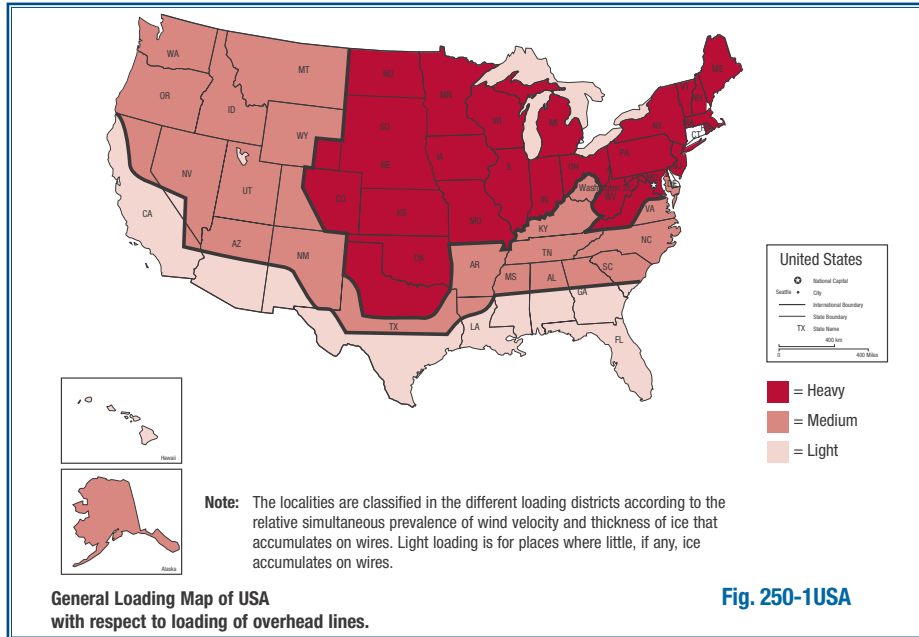 WA
MT
ND
MN
ME
VT
NH
OR
ID
SD
WI
MI
NY
CT
WY
IA
PA
NV
UT
NE
IL
IN
OH
Washington DC
DE
CA
CO
KS
MO
WV
VA
KY
AZ
NM
OK
AR
TN
NC
SC
MS
AL
GA
TX
LA
FL
United States
National Capital
Seattle • City
International Boundary
State Boundary
TX State Name
400 km
0 400 Miles
= Heavy
= Medium
= Light
Hawaii
Alaska
Note: The localities are classified in the different loading districts according to the
relative simultaneous prevalence of wind velocity and thickness of ice that
accumulates on wires. Light loading is for places where little, if any, ice
accumulates on wires.
General Loading Map of USA
with respect to loading of overhead lines.
Fig. 250-1USA